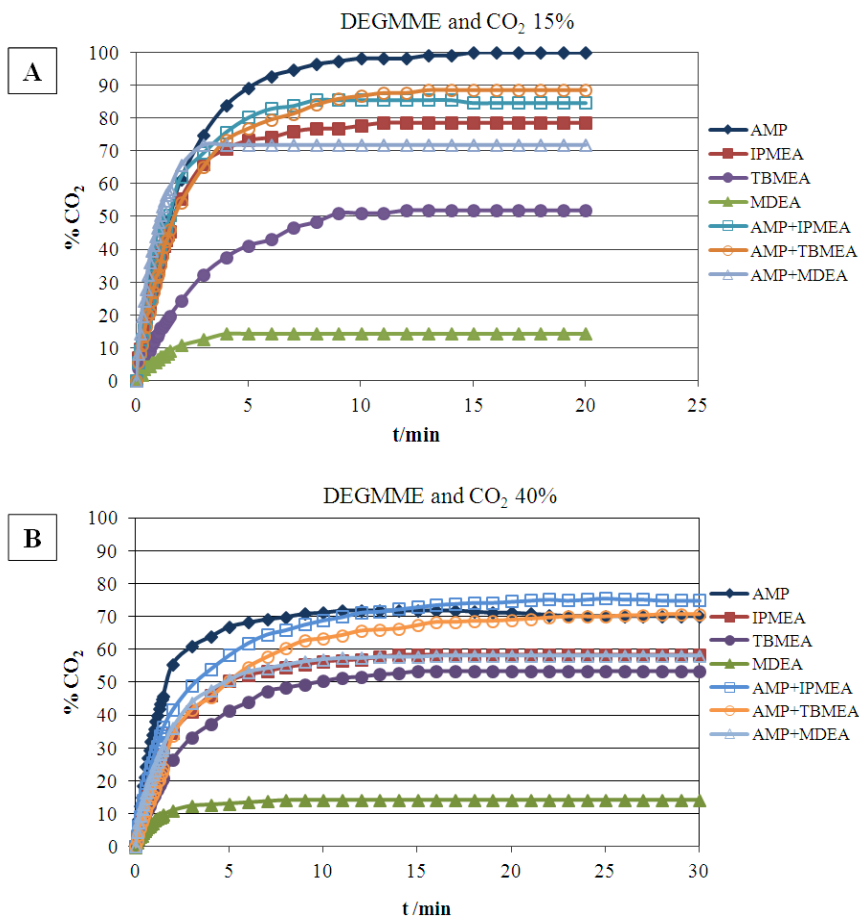 DEGMME and CO₂ 15%
A
100
90
80
70
60
50
40
30
20
10
0
% CO₂
0 5 10 15 20 25
t/min
AMP
IPMEA
TBMEA
MDEA
AMP+IPMEA
AMP+TBMEA
AMP+MDEA
DEGMME and CO₂ 40%
B
100
90
80
70
60
50
40
30
20
10
0
% CO₂
0 5 10 15 20 25 30
t /min
AMP
IPMEA
TBMEA
MDEA
AMP+IPMEA
AMP+TBMEA
AMP+MDEA